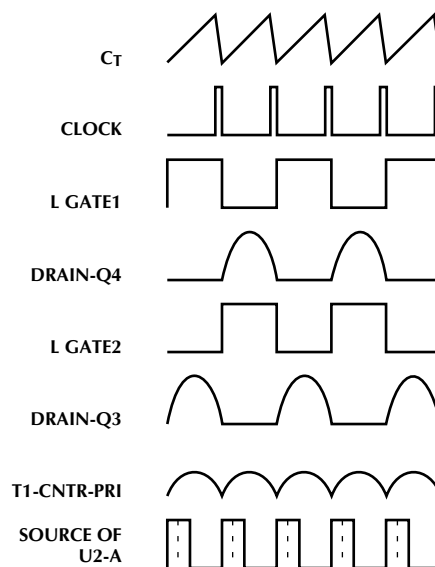 CT
CLOCK
L GATE1
DRAIN-Q4
L GATE2
DRAIN-Q3
T1-CNTR-PRI
SOURCE OF
U2-A